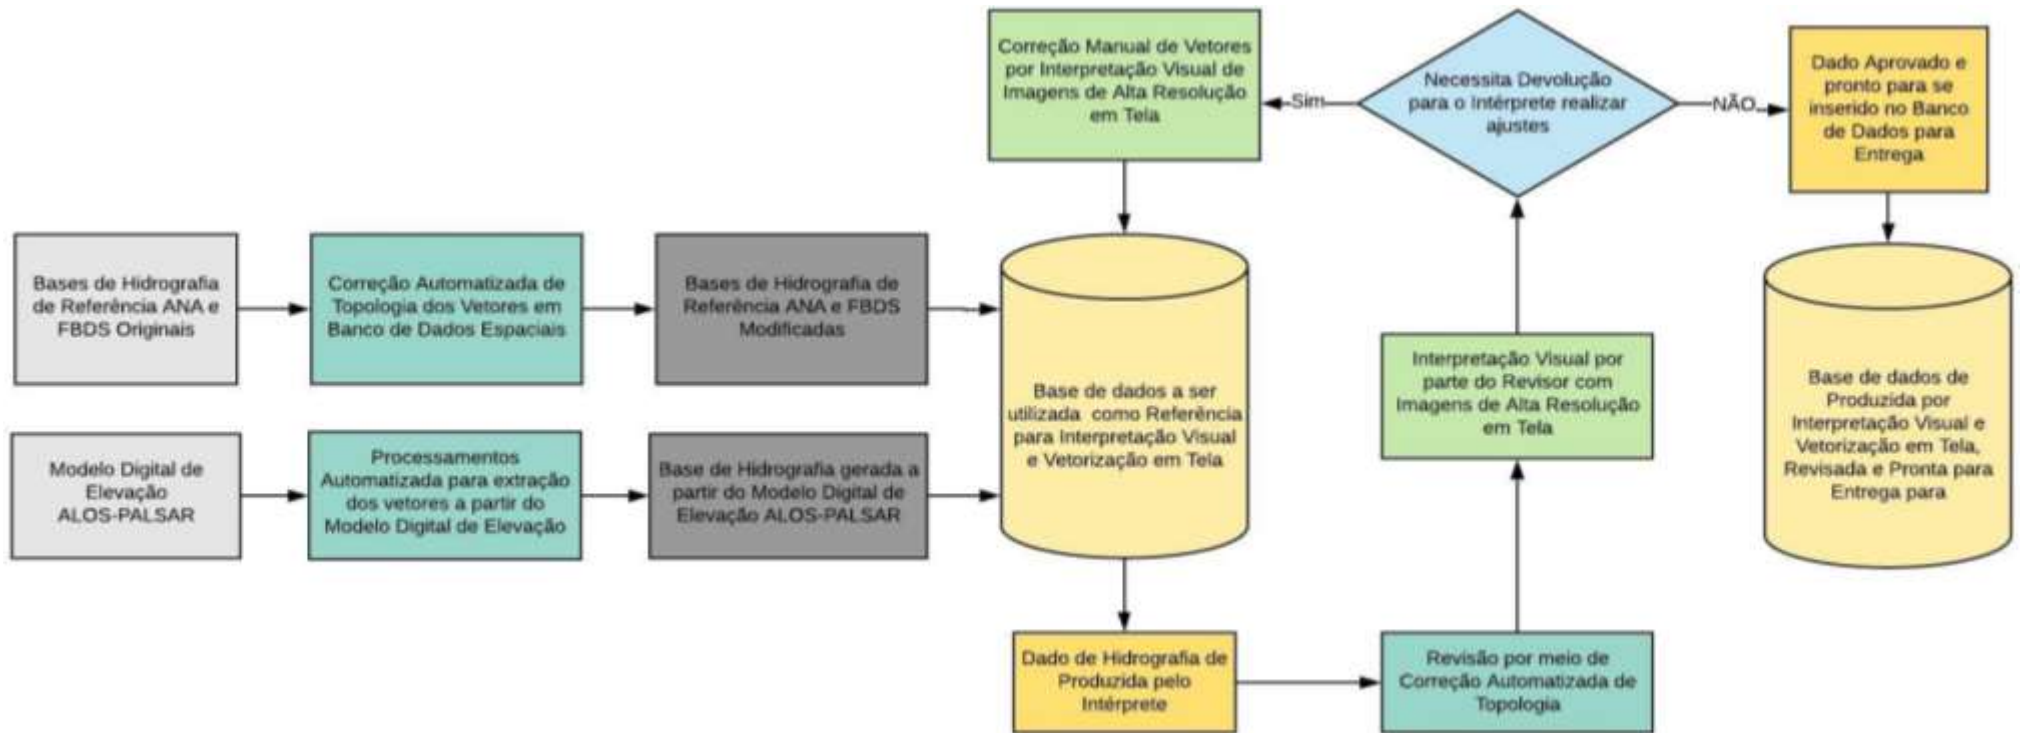 Correção Manual de Vetores
por Interpretação Visual de
Imagens de Alta Resolução
em Tela
Sim
Necessita Devolução
para o Intérprete realizar
ajustes
NÃO
Dado Aprovado e
pronto para se
inserido no Banco
de Dados para
Entrega
Bases de Hidrografia
de Referência ANA e
FBDS Originais
Correção Automatizada de
Topologia dos Vetores em
Banco de Dados Espaciais
Bases de Hidrografia de
Referência ANA e FBDS
Modificadas
Base de dados a ser
utilizada como Referência
para Interpretação Visual
e Vetorização em Tela
Interpretação Visual por
parte do Revisor com
Imagens de Alta Resolução
em Tela
Base de dados de
Produzida por
Interpretação Visual e
Vetorização em Tela,
Revisada e Pronta para
Entrega para
Modelo Digital de
Elevação
ALOS-PALSAR
Processamentos
Automatizada para extração
dos vetores a partir do
Modelo Digital de Elevação
Base de Hidrografia gerada a
partir do Modelo Digital de
Elevação ALOS-PALSAR
Dado de Hidrografia de
Produzida pelo
Intérprete
Revisão por meio de
Correção Automatizada de
Topologia